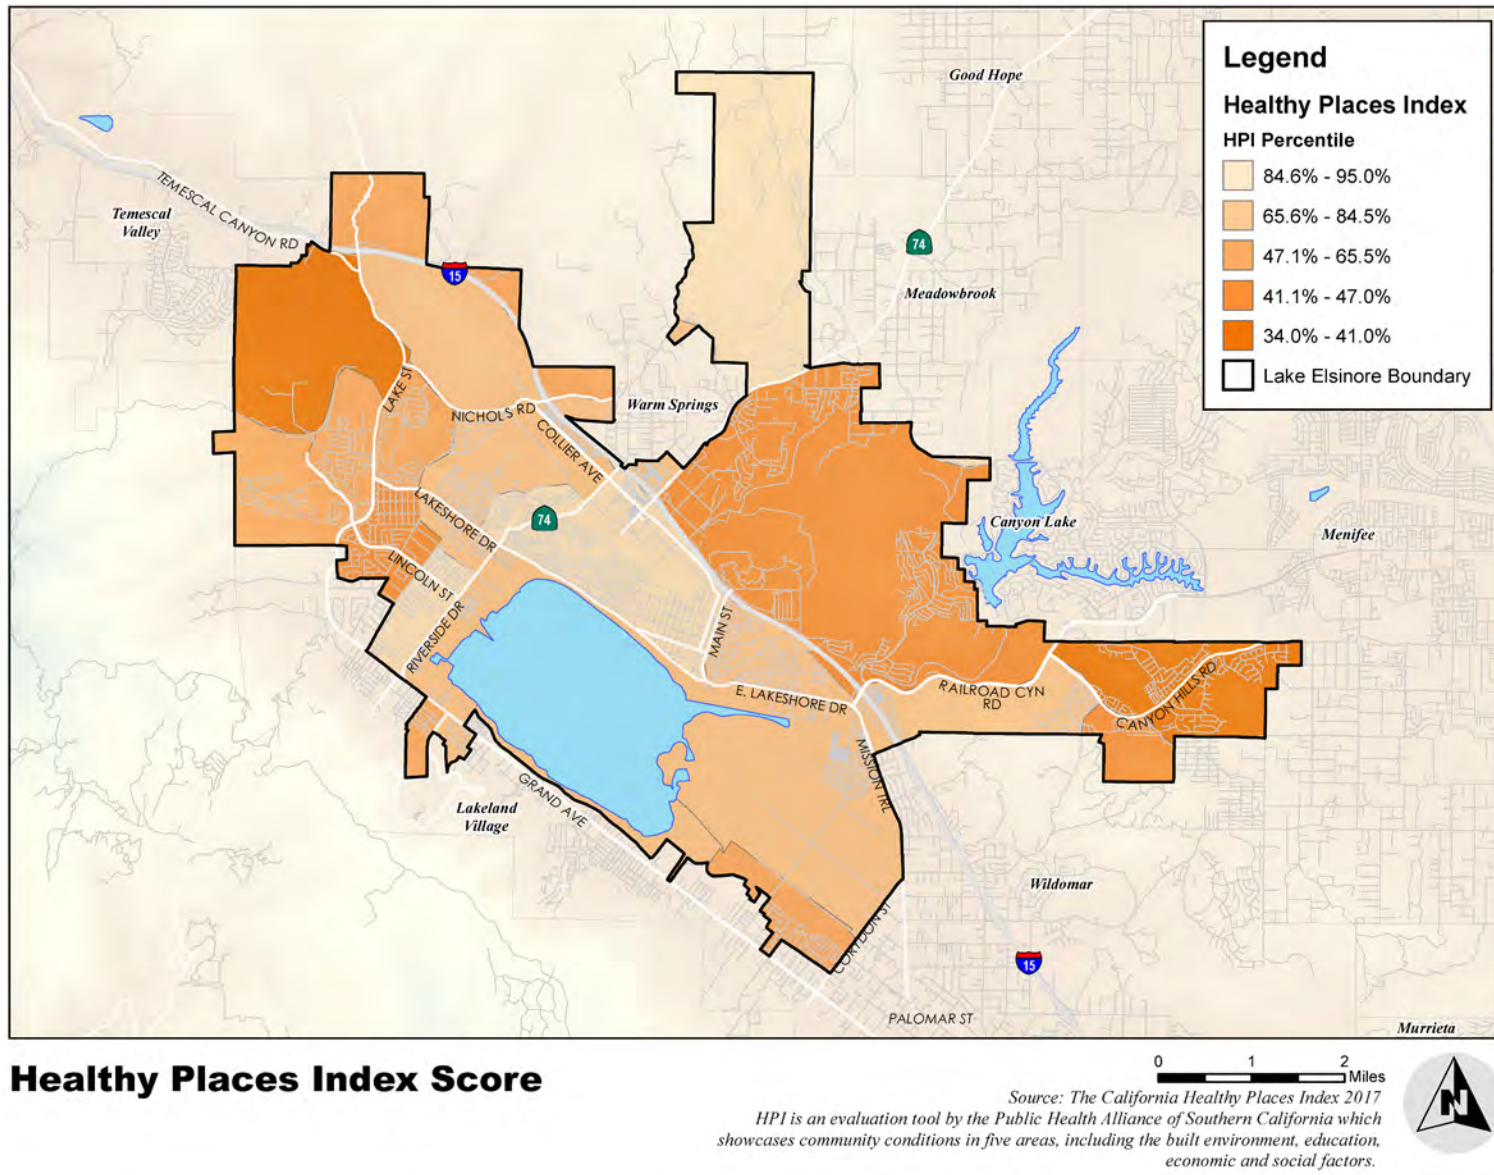 Legend
Healthy Places Index
HPI Percentile
84.6% - 95.0%
65.6% - 84.5%
47.1% - 65.5%
41.1% - 47.0%
34.0% - 41.0%
Lake Elsinore Boundary
Good Hope
TEMESCAL CANYON RD
Temescal
Valley
15
74
Meadowbrook
LAKE ST
NICHOLS RD
Warm Springs
COLLIER AVE
LAKESHORE DR
74
Canyon Lake
Menifee
LINCOLN ST
RIVERSIDE DR
MAIN ST
E. LAKESHORE DR
RAILROAD CYN
RD
CANYON HILLS RD
MISSION TRL
GRAND AVE
Lakeland
Village
Wildomar
CORYDON ST
15
PALOMAR ST
Murrieta
Healthy Places Index Score
0 1 2
Miles
N
Source: The California Healthy Places Index 2017
HPI is an evaluation tool by the Public Health Alliance of Southern California which
showcases community conditions in five areas, including the built environment, education,
economic and social factors.